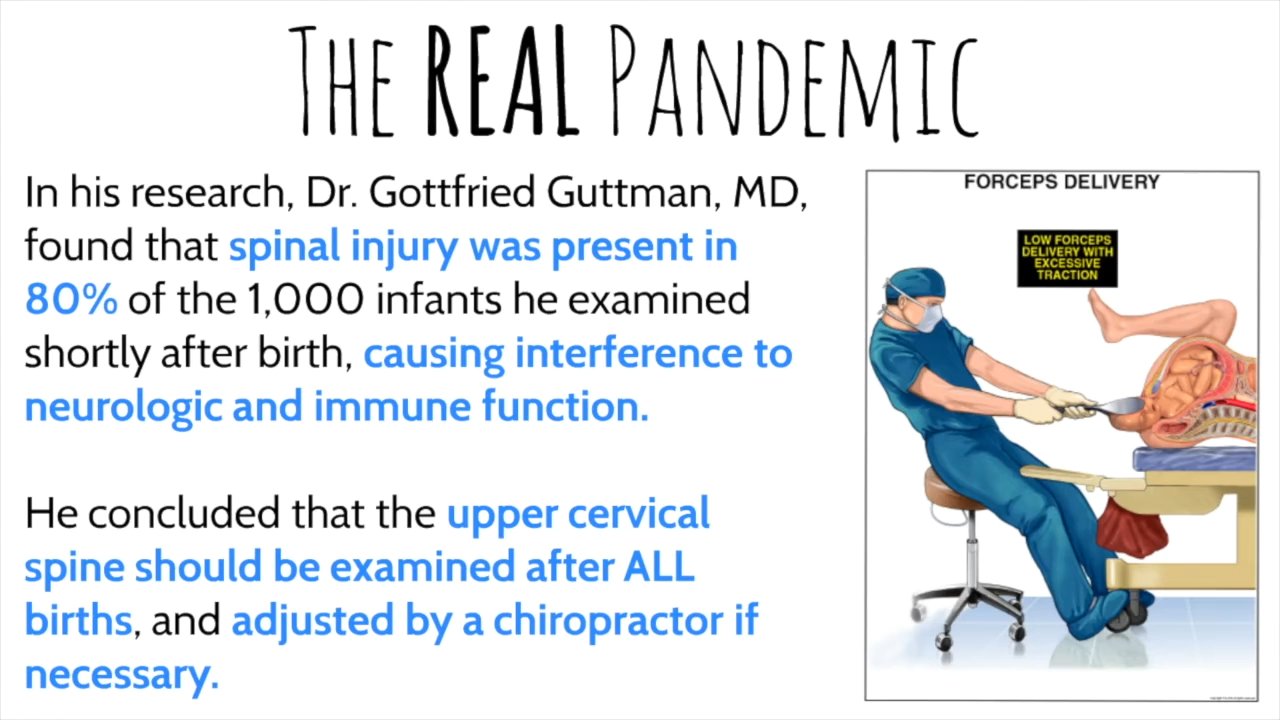 THE REAL PANDEMIC
In his research, Dr. Gottfried Guttman, MD,
found that spinal injury was present in
80% of the 1,000 infants he examined
shortly after birth, causing interference to
neurologic and immune function.
He concluded that the upper cervical
spine should be examined after ALL
births, and adjusted by a chiropractor if
necessary.
FORCEPS DELIVERY
LOW FORCEPS
DELIVERY WITH
EXCESSIVE
TRACTION